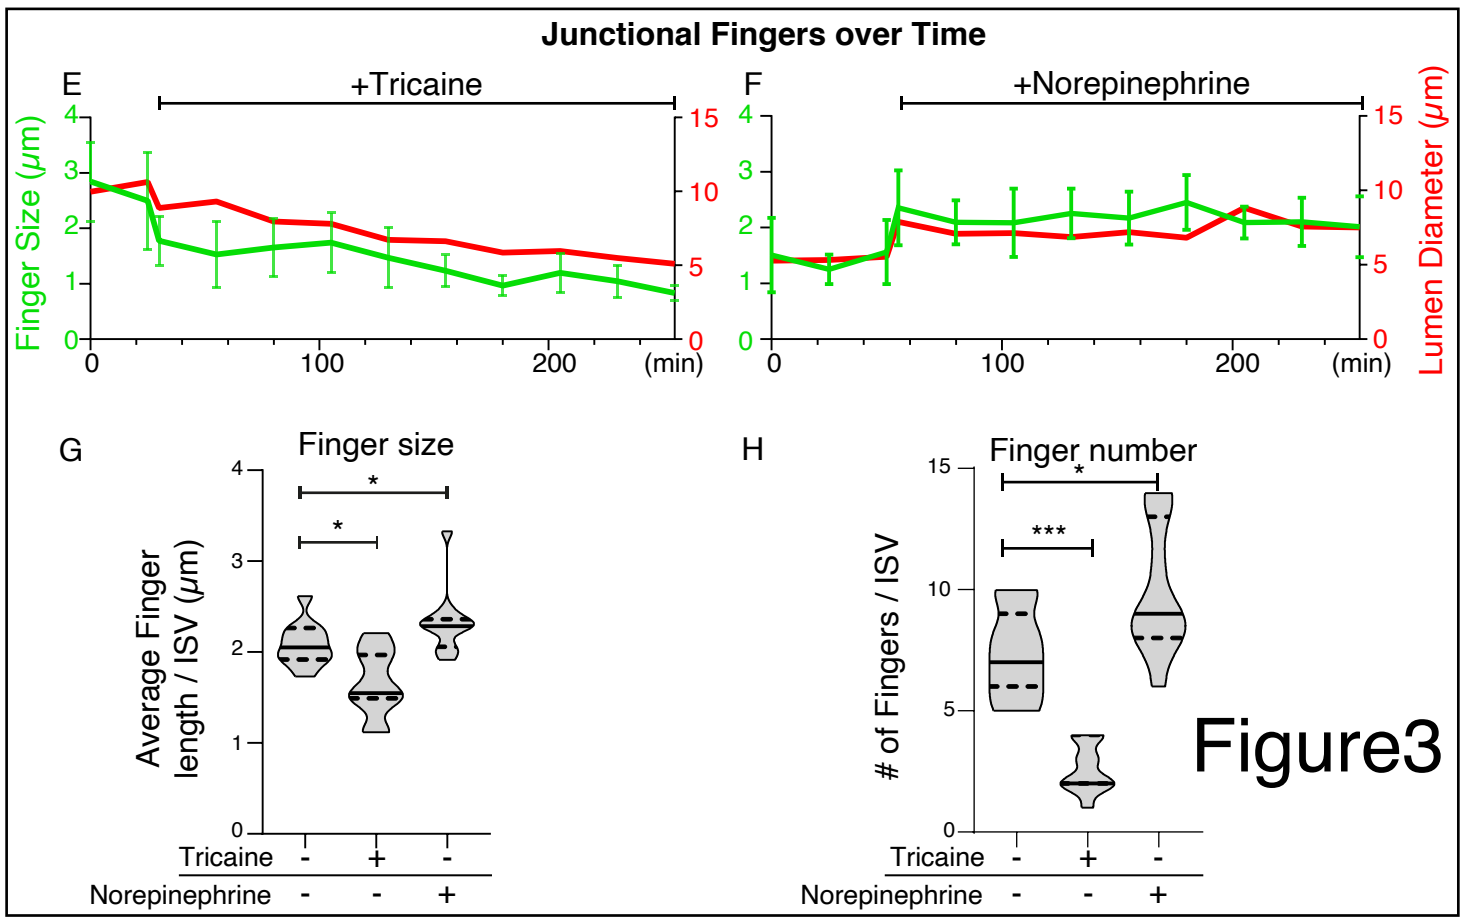 Junctional Fingers over Time
E
+Tricaine
Finger Size (µm)
4
3
2
1
0
15
10
5
0
0
100
200
(min)
F
+Norepinephrine
4
3
2
1
0
15
10
5
0
Lumen Diameter (µm)
0
100
200
(min)
G
Finger size
*
*
Average Finger
length / ISV (µm)
4
3
2
1
0
Tricaine - + -
Norepinephrine - - +
H
Finger number
*
***
# of Fingers / ISV
15
10
5
0
Tricaine - + -
Norepinephrine - - +
Figure3